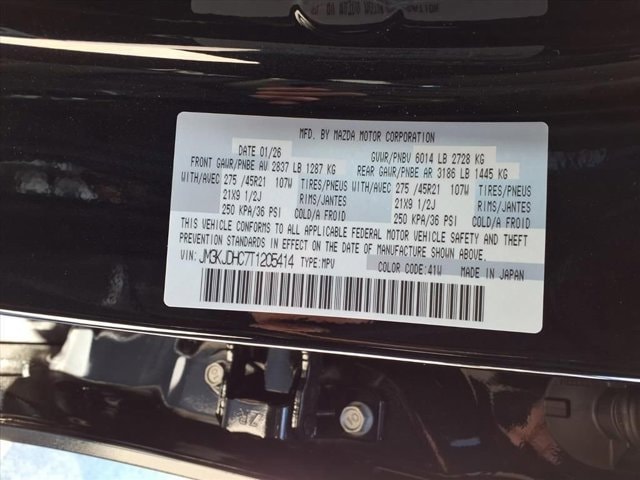 MFD. BY MAZDA MOTOR CORPORATION
DATE 01/26 GVWR/PNBV 6014 LB 2728 KG
FRONT GAWR/PNBE AV 2837 LB 1287 KG REAR GAWR/PNBE AR 3186 LB 1445 KG
WITH/AVEC 275 /45R21 107W TIRES/PNEUS WITH/AVEC 275 /45R21 107W TIRES/PNEUS
21X9 1/2J RIMS/JANTES 21X9 1/2J RIMS/JANTES
250 KPA/36 PSI COLD/A FROID 250 KPA/36 PSI COLD/A FROID
THIS VEHICLE CONFORMS TO ALL APPLICABLE FEDERAL MOTOR VEHICLE SAFETY AND THEFT
PREVENTION STANDARDS IN EFFECT ON THE DATE OF MANUFACTURE SHOWN ABOVE.
VIN: JM3KJDHC7T1205414 TYPE:MPV COLOR CODE:41W MADE IN JAPAN